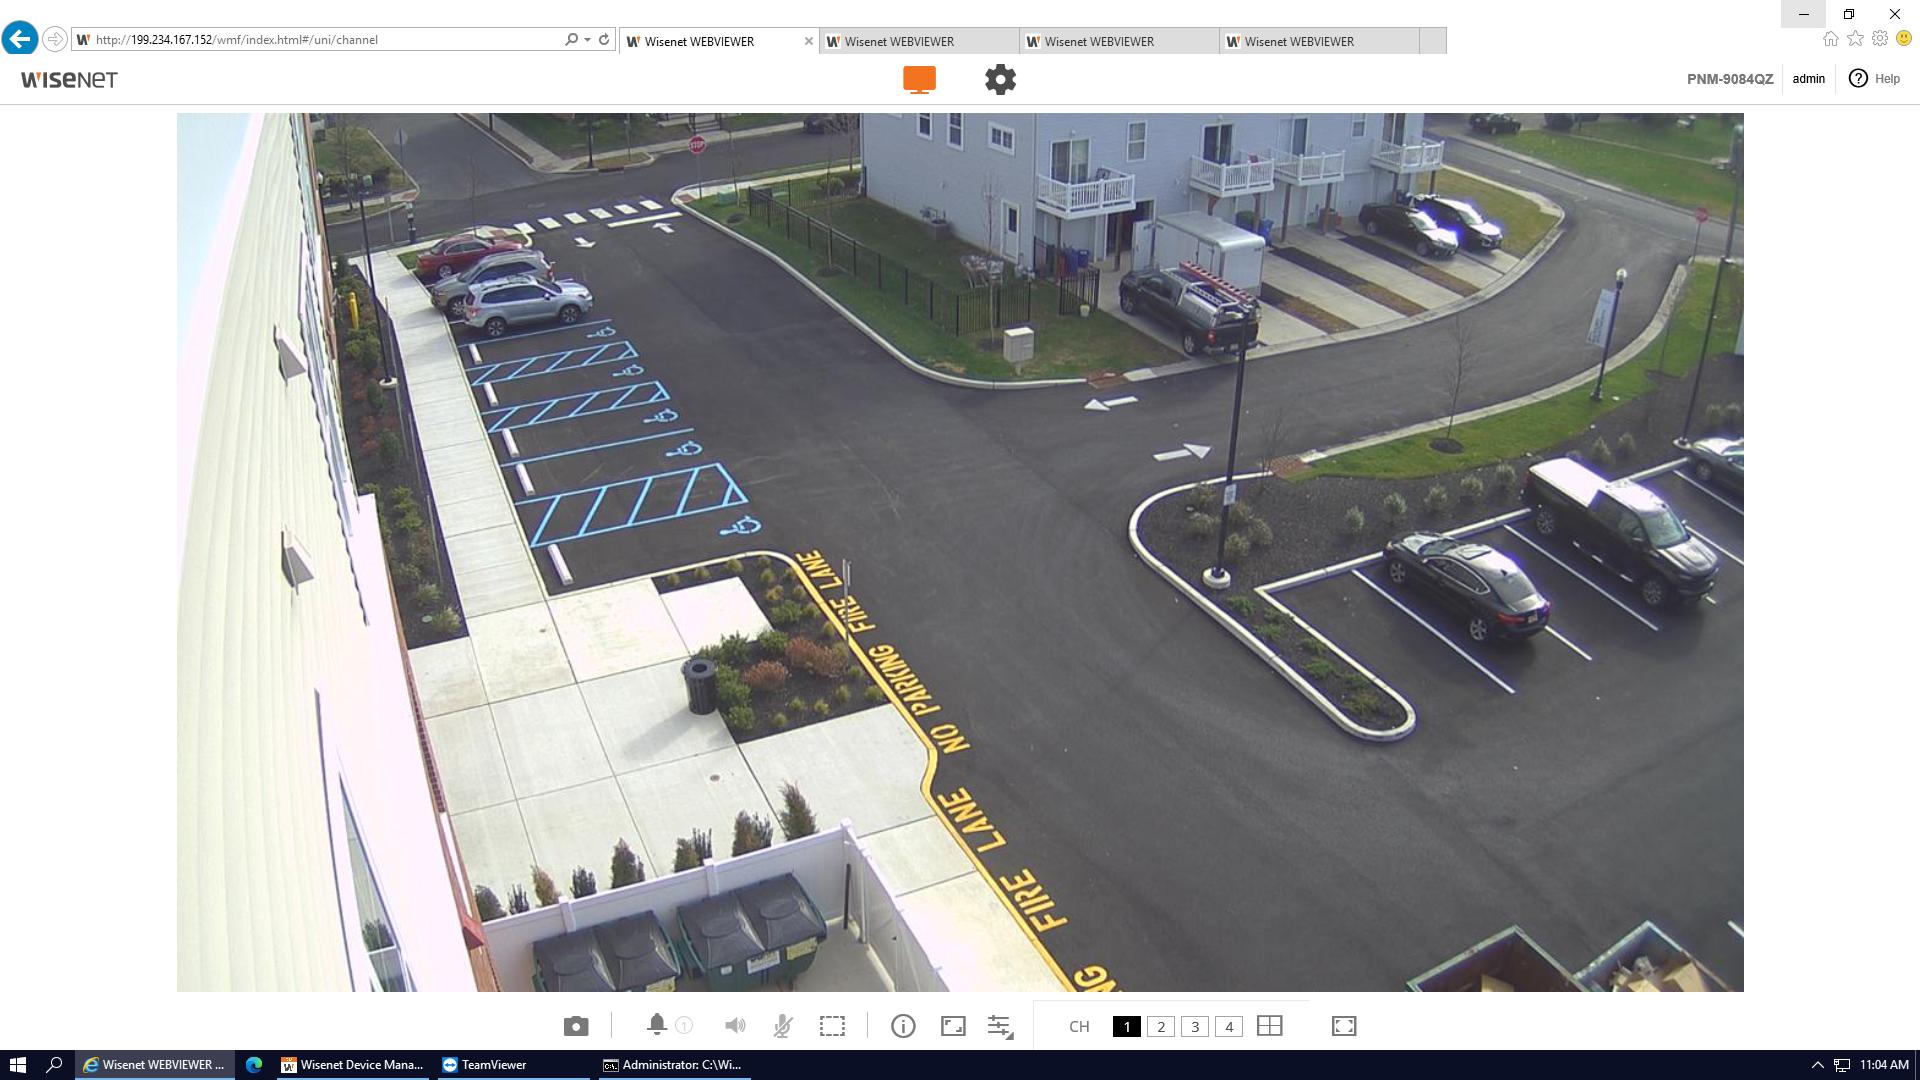 http://199.234.167.152/wmf/index.html#/uni/channel
Wisenet WEBVIEWER
Wisenet WEBVIEWER
Wisenet WEBVIEWER
Wisenet WEBVIEWER
WISENET
PNM-9084QZ
admin
? Help
STOP
FIRE LANE
NO PARKING
FIRE LANE
NG
CH
1
2
3
4
1
Wisenet WEBVIEWER ...
Wisenet Device Mana...
TeamViewer
Administrator: C:\Wi...
11:04 AM